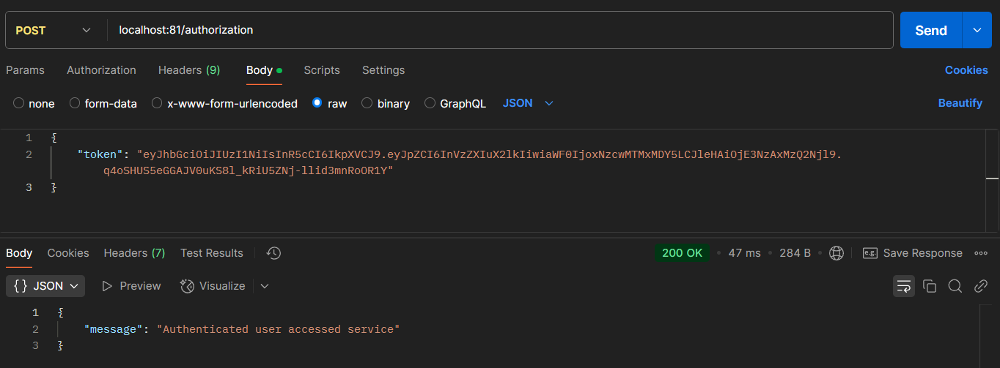 POST localhost:81/authorization Send
Params Authorization Headers (9) Body Scripts Settings Cookies
none form-data x-www-form-urlencoded raw binary GraphQL JSON Beautify
1 {
2 "token": "eyJhbGciOiJIUzI1NiIsInR5cCI6IkpXVCJ9.eyJpZCI6InVzZXIuX2lkIiwiaWF0IjoxNzcwMTMxMDY5LCJleHAiOjE3NzAxMzQ2Njl9.
q4oSHUS5eGGAJV0uKS8l_kRiU5ZNj-llid3mnRoOR1Y"
3 }
Body Cookies Headers (7) Test Results 200 OK 47 ms 284 B e.g. Save Response
{} JSON Preview Visualize
1 {
2 "message": "Authenticated user accessed service"
3 }